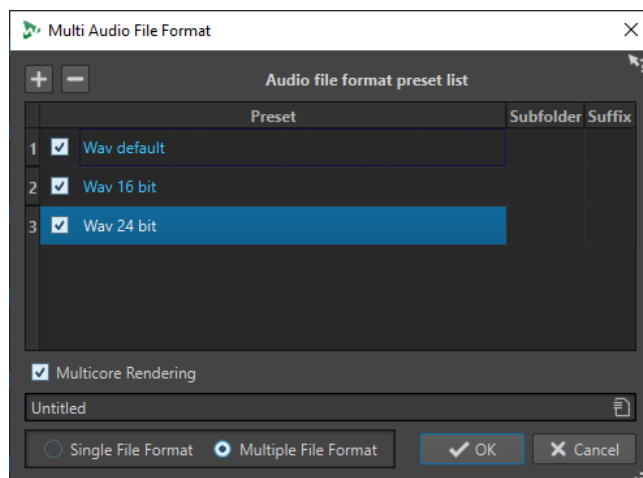 Multi Audio File Format
Audio file format preset list
Preset Subfolder Suffix
1 Wav default
2 Wav 16 bit
3 Wav 24 bit
Multicore Rendering
Untitled
Single File Format Multiple File Format OK Cancel